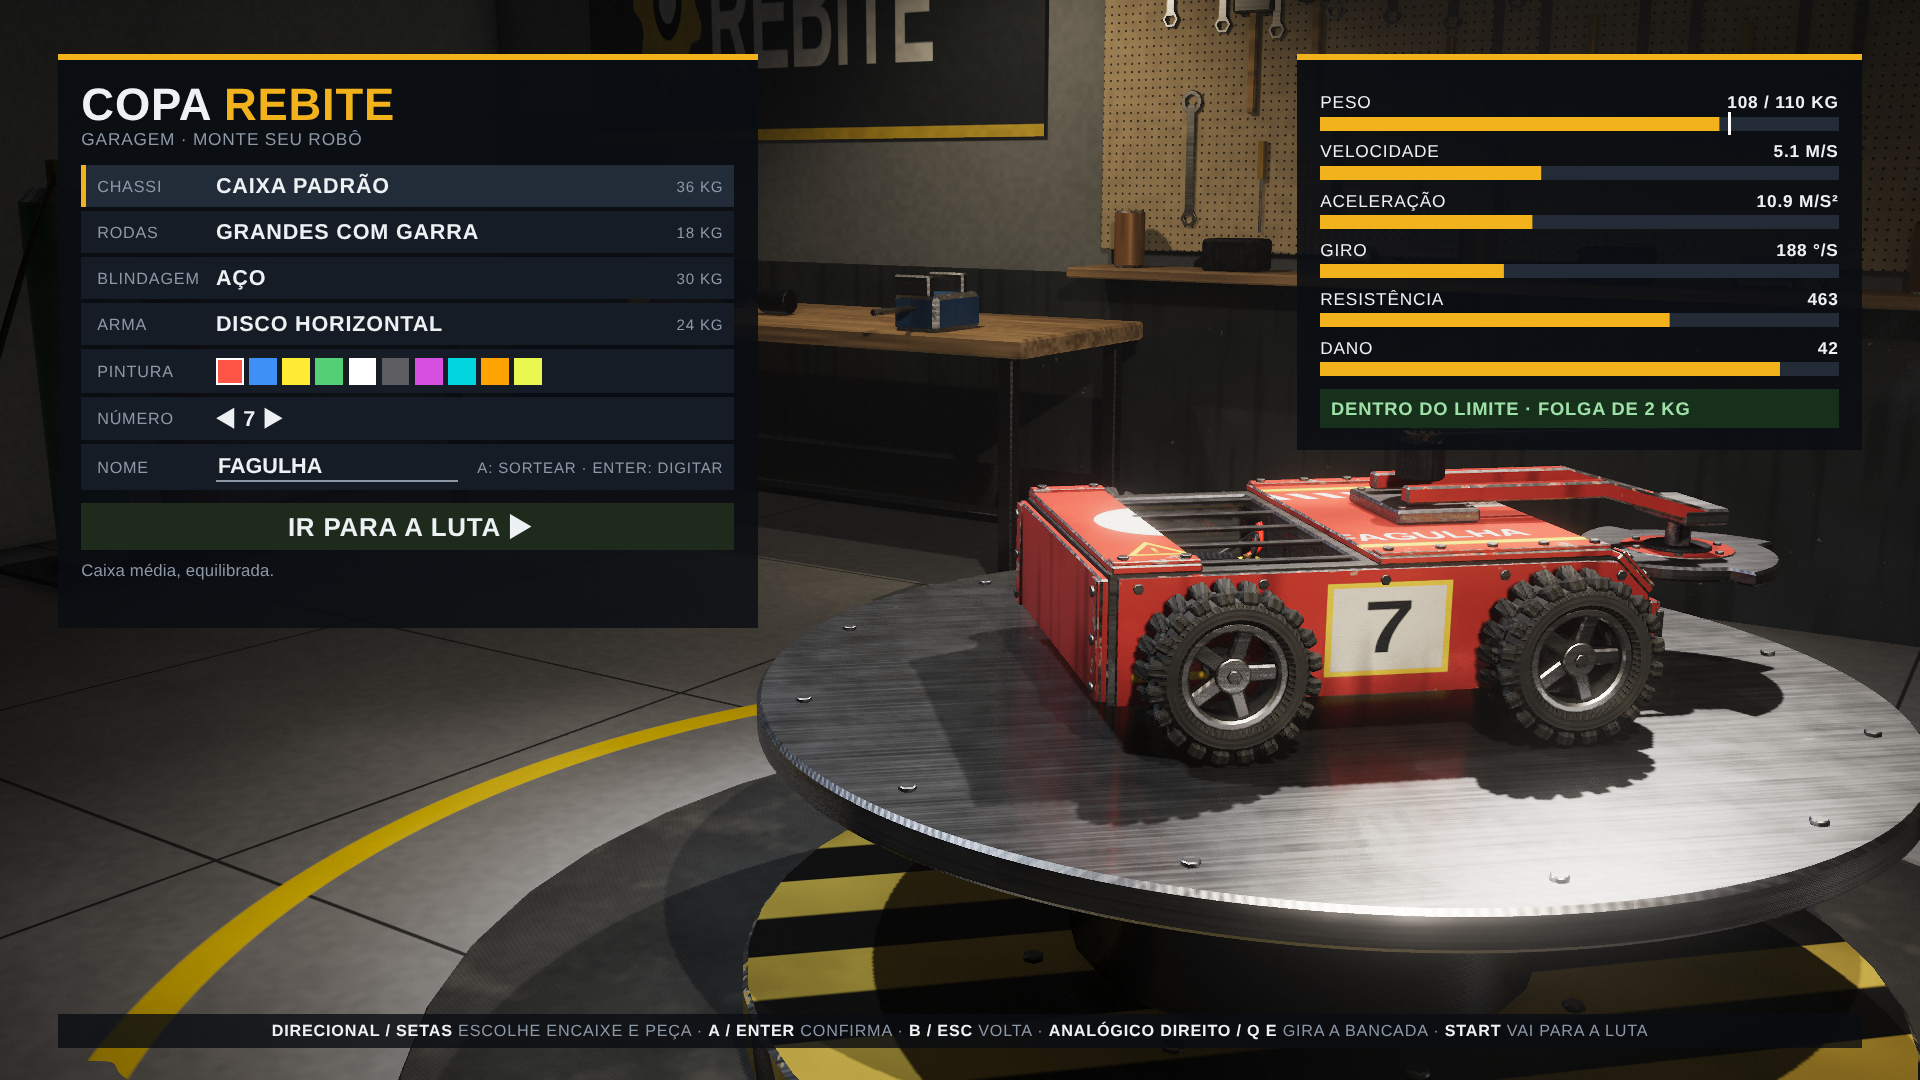 REBITE
COPA REBITE
GARAGEM · MONTE SEU ROBÔ
CHASSI CAIXA PADRÃO 36 KG
RODAS GRANDES COM GARRA 18 KG
BLINDAGEM AÇO 30 KG
ARMA DISCO HORIZONTAL 24 KG
PINTURA
NÚMERO ◀ 7 ▶
NOME FAGULHA A: SORTEAR · ENTER: DIGITAR
IR PARA A LUTA ▶
Caixa média, equilibrada.
PESO 108 / 110 KG
VELOCIDADE 5.1 M/S
ACELERAÇÃO 10.9 M/S²
GIRO 188 °/S
RESISTÊNCIA 463
DANO 42
DENTRO DO LIMITE · FOLGA DE 2 KG
FAGULHA
7
DIRECIONAL / SETAS ESCOLHE ENCAIXE E PEÇA · A / ENTER CONFIRMA · B / ESC VOLTA · ANALÓGICO DIREITO / Q E GIRA A BANCADA · START VAI PARA A LUTA